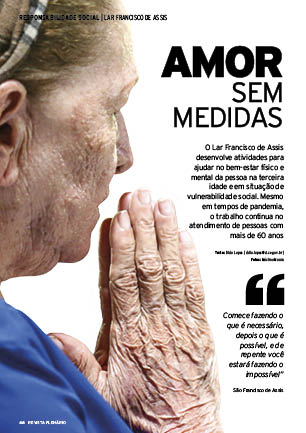 RESPONSABILIDADE SOCIAL | LAR FRANCISCO DE ASSIS
AMOR
SEM
MEDIDAS
O Lar Francisco de Assis
desenvolve atividades para
ajudar no bem-estar físico e
mental da pessoa na terceira
idade e em situação de
vulnerabilidade social. Mesmo
em tempos de pandemia,
o trabalho continua no
atendimento de pessoas com
mais de 60 anos
“
Comece fazendo o
que é necessário,
depois o que é
possível, e de
repente você
estará fazendo o
impossível”
São Francisco de Assis
REVISTA PLENÁRIO